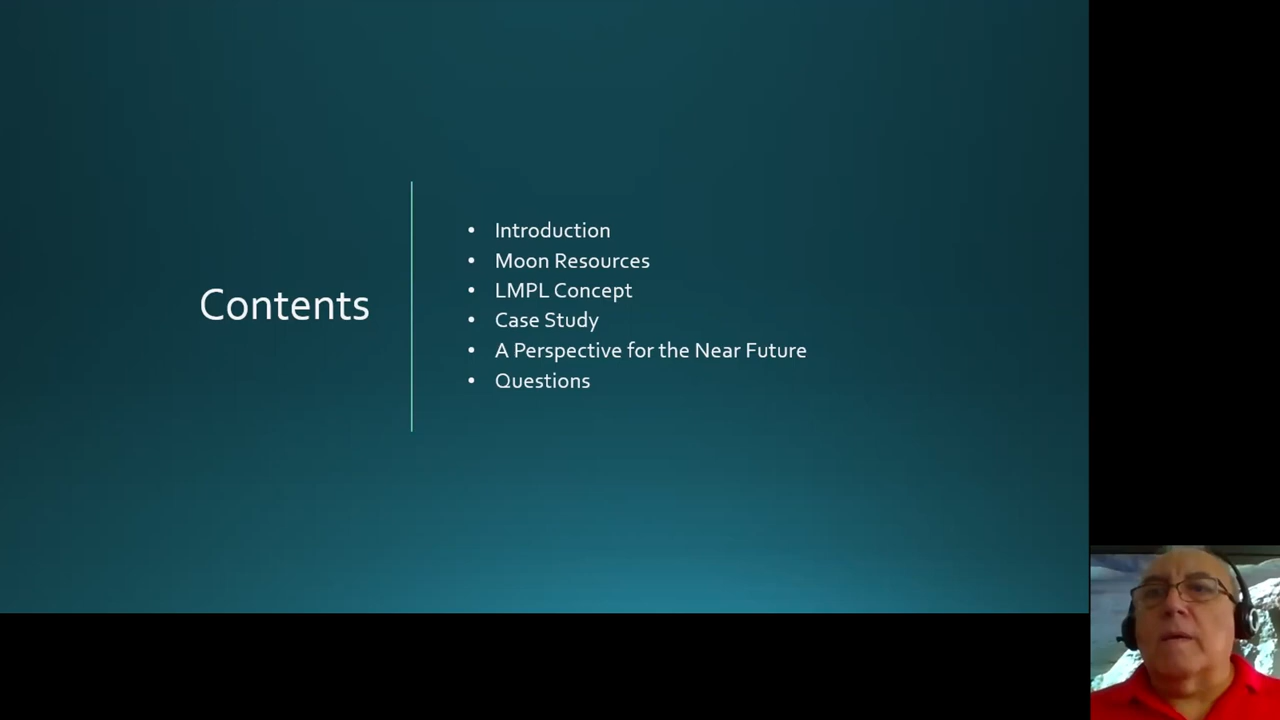 Contents
• Introduction
• Moon Resources
• LMPL Concept
• Case Study
• A Perspective for the Near Future
• Questions